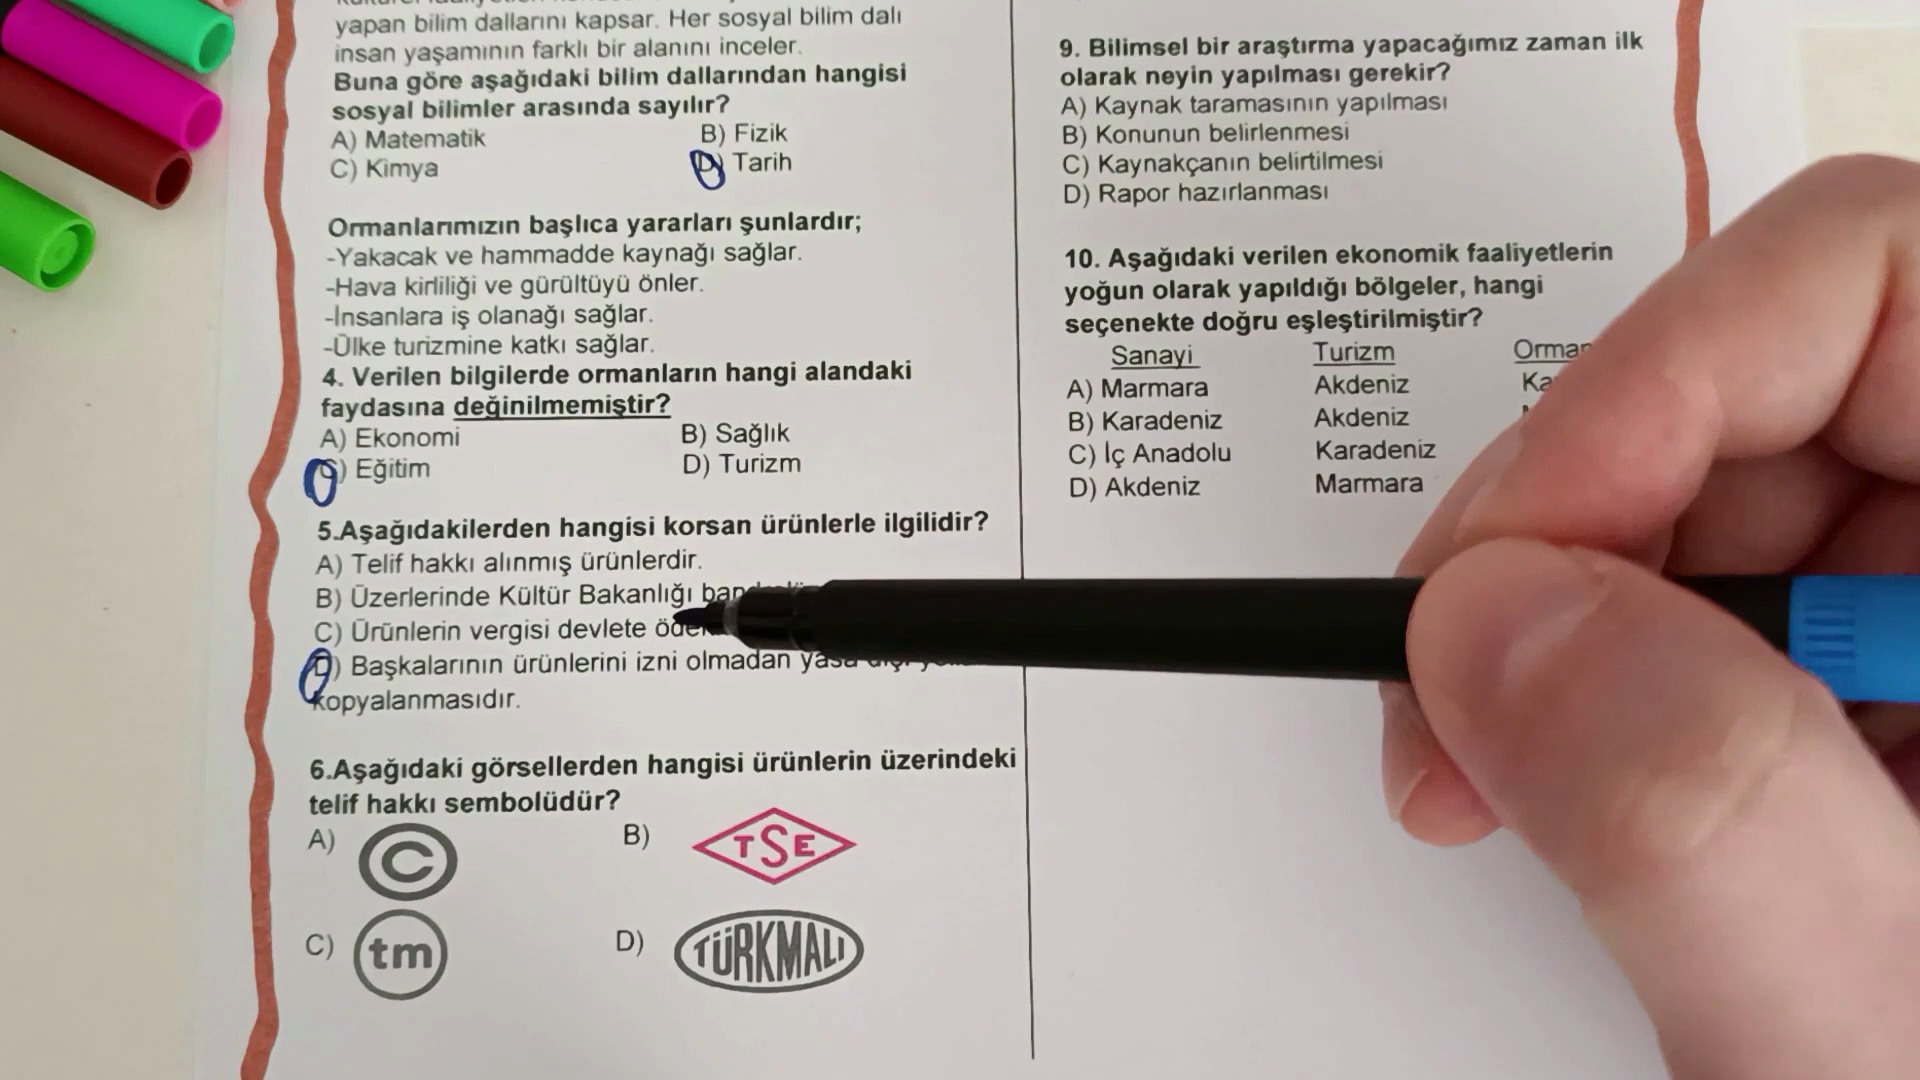 yapan bilim dallarını kapsar. Her sosyal bilim dalı
insan yaşamının farklı bir alanını inceler.
Buna göre aşağıdaki bilim dallarından hangisi
sosyal bilimler arasında sayılır?
A) Matematik B) Fizik
C) Kimya D) Tarih
Ormanlarımızın başlıca yararları şunlardır;
-Yakacak ve hammadde kaynağı sağlar.
-Hava kirliliği ve gürültüyü önler.
-İnsanlara iş olanağı sağlar.
-Ülke turizmine katkı sağlar.
4. Verilen bilgilerde ormanların hangi alandaki
faydasına değinilmemiştir?
A) Ekonomi B) Sağlık
C) Eğitim D) Turizm
5.Aşağıdakilerden hangisi korsan ürünlerle ilgilidir?
A) Telif hakkı alınmış ürünlerdir.
B) Üzerlerinde Kültür Bakanlığı
C) Ürünlerin vergisi devlete
D) Başkalarının ürünlerini izni olmadan yasa dışı
kopyalanmasıdır.
6.Aşağıdaki görsellerden hangisi ürünlerin üzerindeki
telif hakkı sembolüdür?
A) © B) TSE
C) tm D) TÜRKMALI
9. Bilimsel bir araştırma yapacağımız zaman ilk
olarak neyin yapılması gerekir?
A) Kaynak taramasının yapılması
B) Konunun belirlenmesi
C) Kaynakçanın belirtilmesi
D) Rapor hazırlanması
10. Aşağıdaki verilen ekonomik faaliyetlerin
yoğun olarak yapıldığı bölgeler, hangi
seçenekte doğru eşleştirilmiştir?
Sanayi Turizm Orman
A) Marmara Akdeniz
B) Karadeniz Akdeniz
C) İç Anadolu Karadeniz
D) Akdeniz Marmara